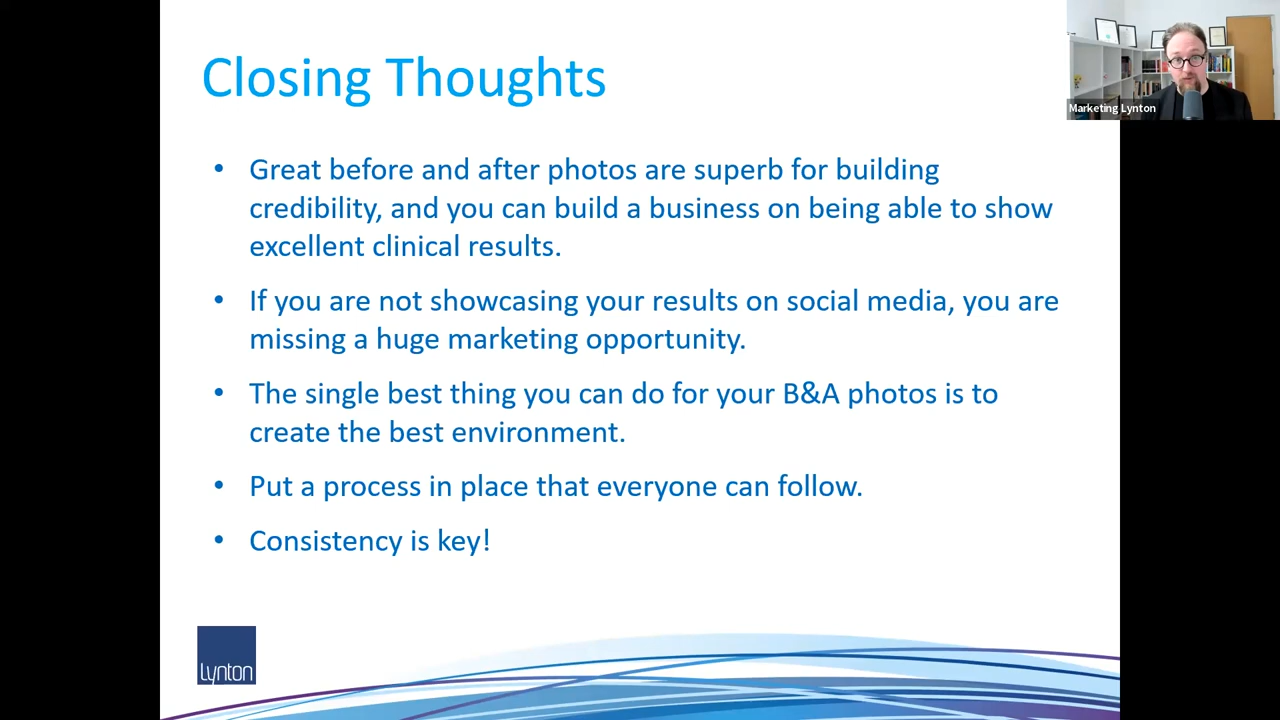 Closing Thoughts
Marketing Lynton
• Great before and after photos are superb for building
credibility, and you can build a business on being able to show
excellent clinical results.
• If you are not showcasing your results on social media, you are
missing a huge marketing opportunity.
• The single best thing you can do for your B&A photos is to
create the best environment.
• Put a process in place that everyone can follow.
• Consistency is key!
Lynton